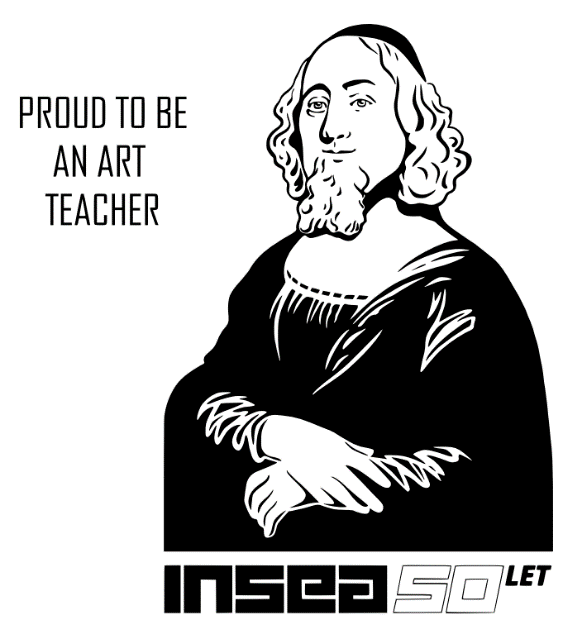 PROUD TO BE
AN ART
TEACHER
INSEA 50 LET